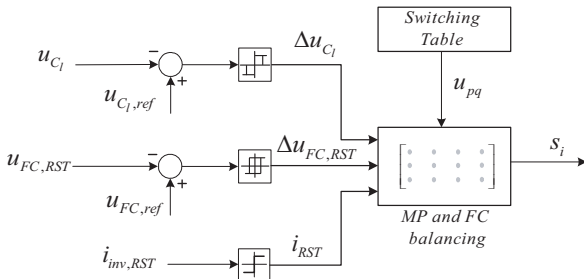 Switching
Table
u_{C_l}
−
Δu_{C_l}
+
u_{C_l,ref}
u_{pq}
u_{FC,RST}
−
Δu_{FC,RST}
s_i
+
u_{FC,ref}
MP and FC
balancing
i_{inv,RST}
i_{RST}